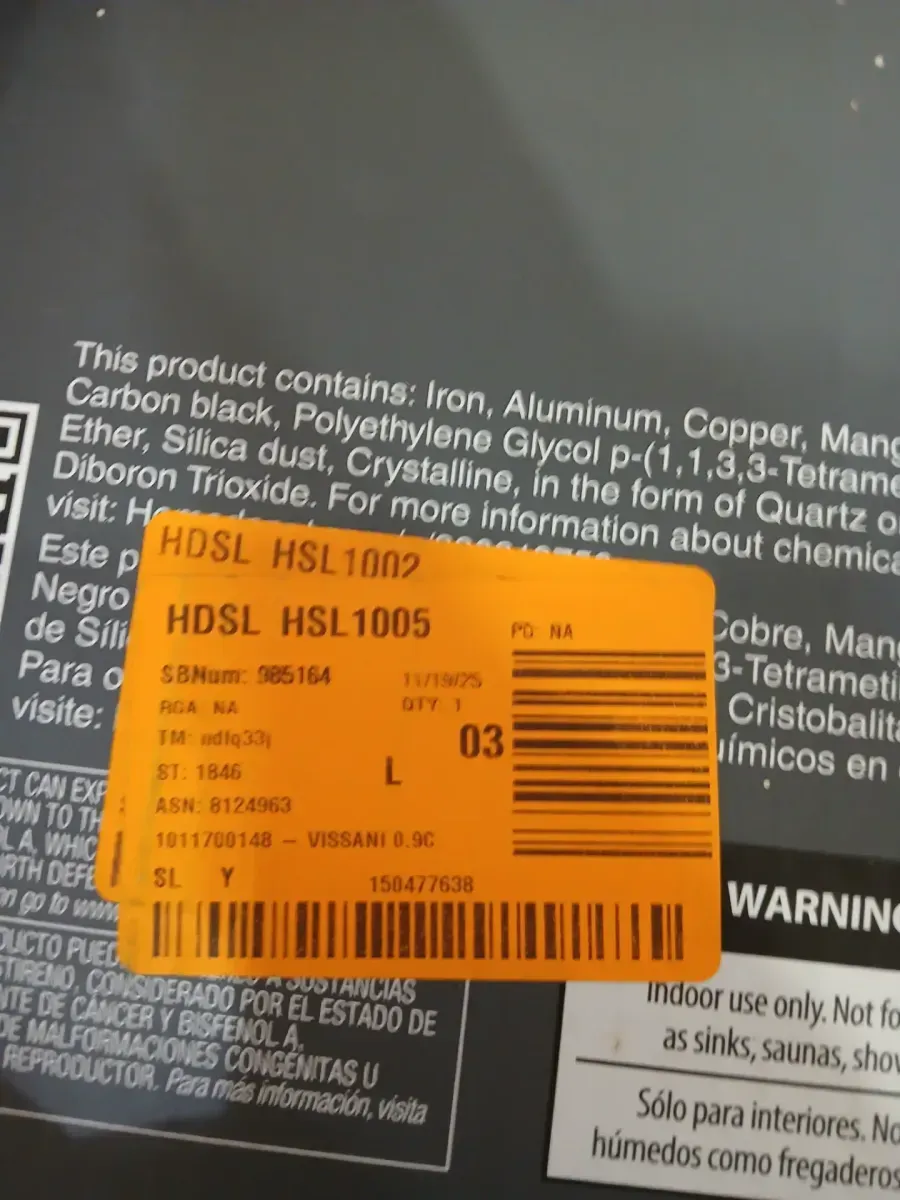 This product contains: Iron, Aluminum, Copper, Mang
Carbon black, Polyethylene Glycol p-(1,1,3,3-Tetrame
Ether, Silica dust, Crystalline, in the form of Quartz o
Diboron Trioxide. For more information about chemica
visit:
Este p
Cobre, Mang
Negro
3-Tetrameti
de Síli
Cristobalita
Para o
uímicos en
visite:
HDSL HSL1002
HDSL HSL1005
PO: NA
SBNum: 985164
11/19/25
RGA: NA
QTY: 1
TM: ndlq33j
03
ST: 1846
L
ASN: 8124963
1011700148 – VISSANI 0.9C
SL Y
150477638
CT CAN EXP
OWN TO TH
L A, WHIC
RTH DEFE
on go to www
DUCTO PUED
A SUSTANCIAS
STIRENO, CONSIDERADO POR EL ESTADO DE
NTE DE CÁNCER Y BISFENOL A,
DE MALFORMACIONES CONGÉNITAS U
REPRODUCTOR. Para más información, visita
WARNING
Indoor use only. Not fo
as sinks, saunas, show
Sólo para interiores. No
húmedos como fregaderos